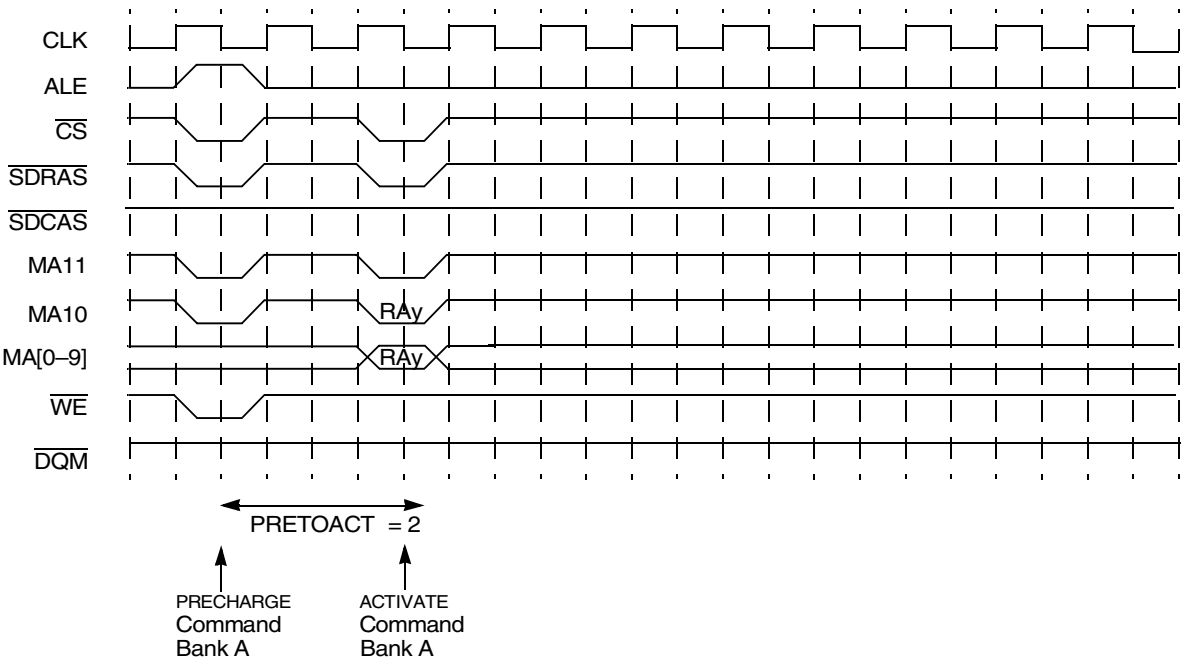 CLK
ALE
CS
SDRAS
SDCAS
MA11
MA10
RAy
MA[0–9]
RAy
WE
DQM
PRETOACT = 2
PRECHARGE
Command
Bank A
ACTIVATE
Command
Bank A